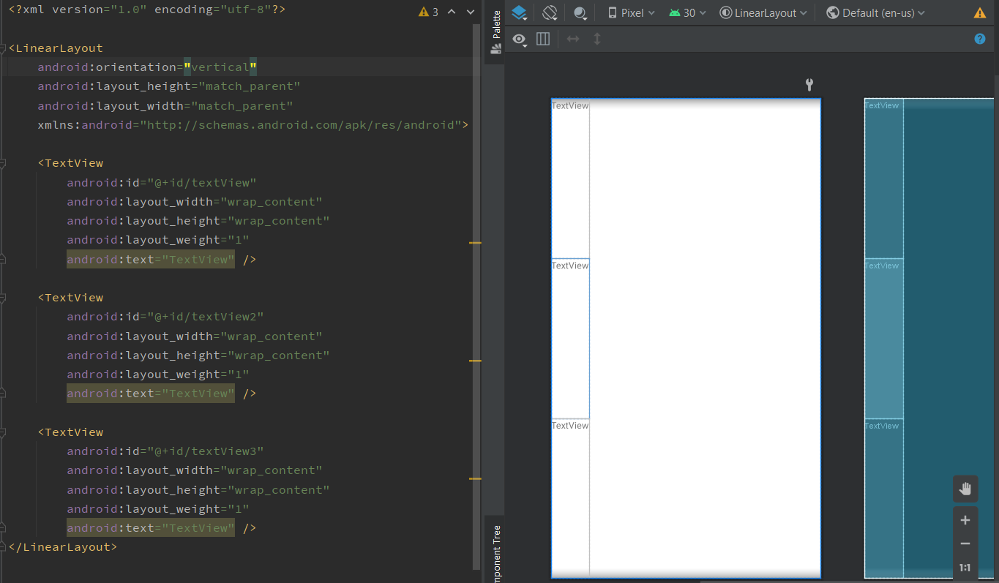 <?xml version="1.0" encoding="utf-8"?>
3
<LinearLayout
android:orientation="vertical"
android:layout_height="match_parent"
android:layout_width="match_parent"
xmlns:android="http://schemas.android.com/apk/res/android">
<TextView
android:id="@+id/textView"
android:layout_width="wrap_content"
android:layout_height="wrap_content"
android:layout_weight="1"
android:text="TextView" />
<TextView
android:id="@+id/textView2"
android:layout_width="wrap_content"
android:layout_height="wrap_content"
android:layout_weight="1"
android:text="TextView" />
<TextView
android:id="@+id/textView3"
android:layout_width="wrap_content"
android:layout_height="wrap_content"
android:layout_weight="1"
android:text="TextView" />
</LinearLayout>
Palette
mponent Tree
Pixel 30 LinearLayout Default (en-us)
?
TextView
TextView
TextView
TextView
TextView
TextView
1:1